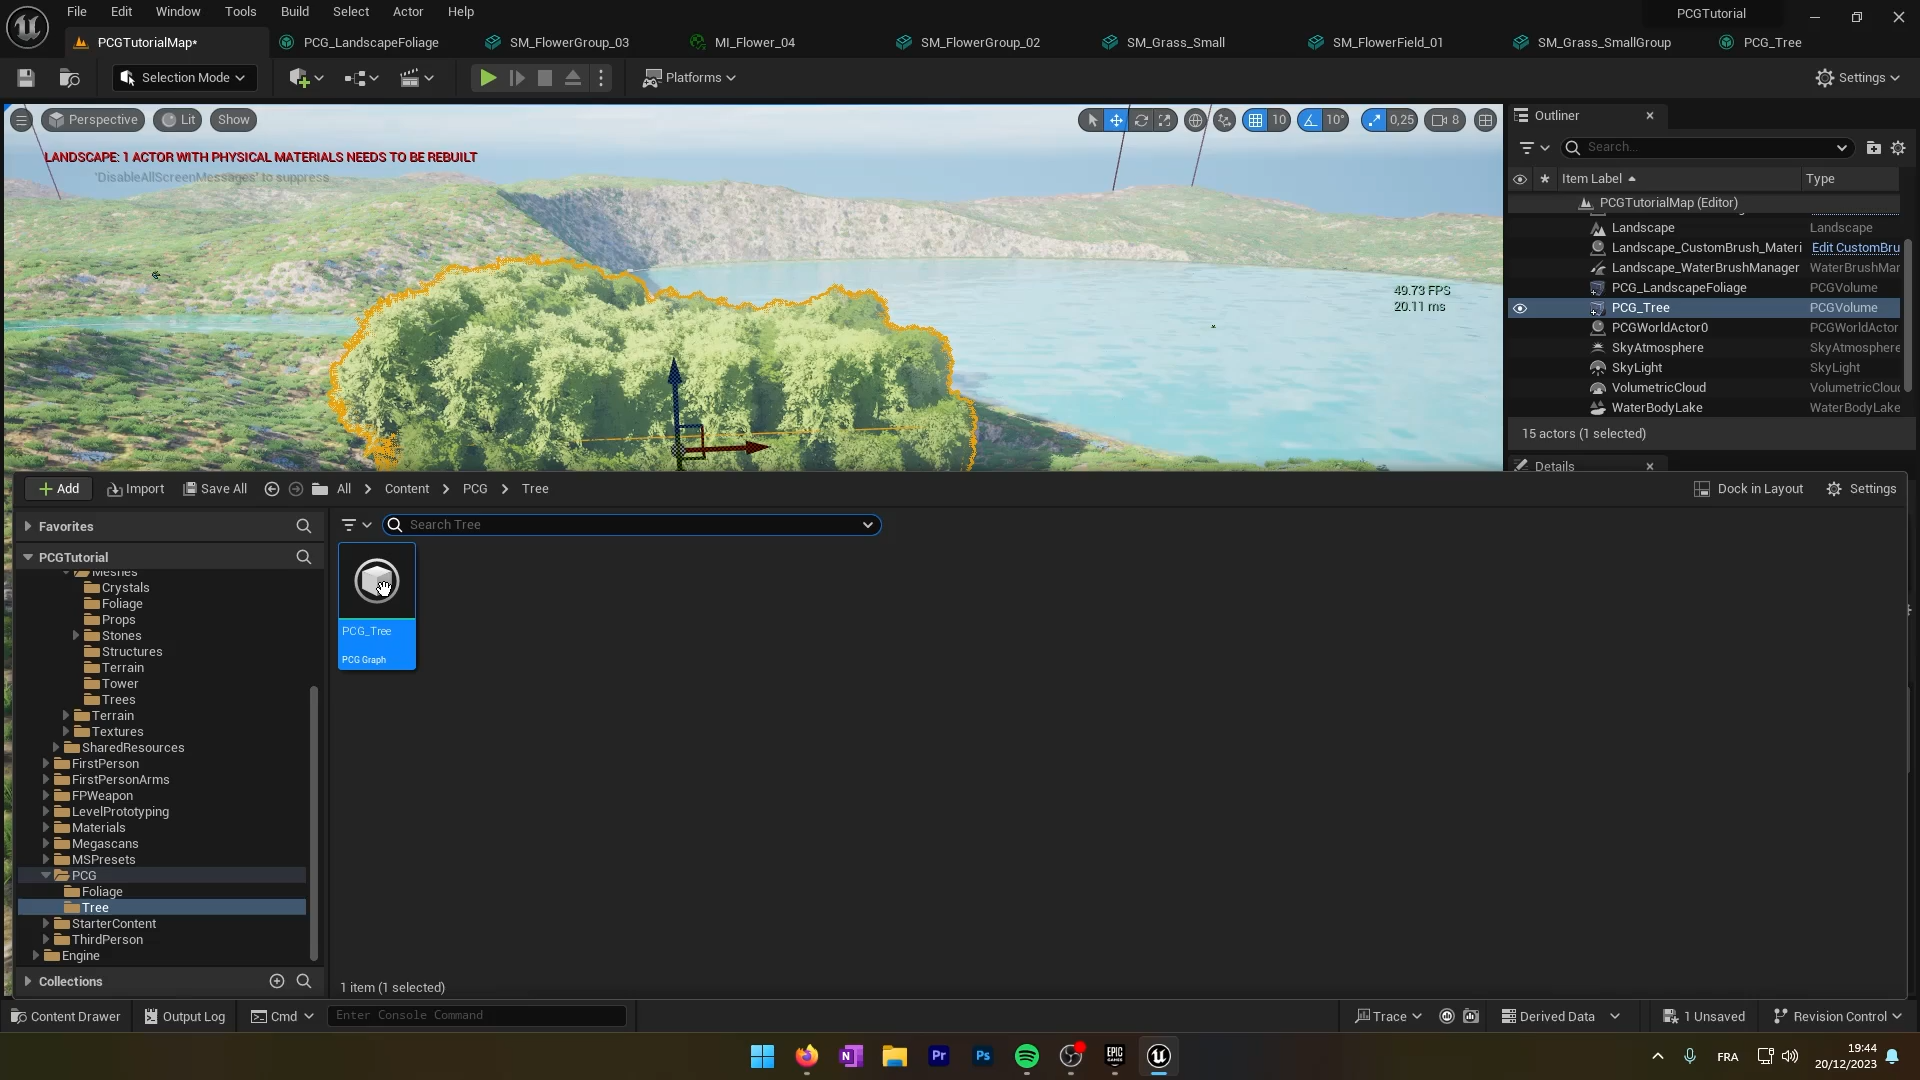 File Edit Window Tools Build Select Actor Help
PCGTutorial
PCGTutorialMap* PCG_LandscapeFoliage SM_FlowerGroup_03 MI_Flower_04 SM_FlowerGroup_02 SM_Grass_Small SM_FlowerField_01 SM_Grass_SmallGroup PCG_Tree
Selection Mode Platforms Settings
Perspective Lit Show 10 10° 0,25 8
LANDSCAPE: 1 ACTOR WITH PHYSICAL MATERIALS NEEDS TO BE REBUILT
'DisableAllScreenMessages' to suppress
49.73 FPS
20.11 ms
Outliner
Search...
Item Label Type
PCGTutorialMap (Editor)
Landscape Landscape
Landscape_CustomBrush_Materi Edit CustomBru
Landscape_WaterBrushManager WaterBrushMan
PCG_LandscapeFoliage PCGVolume
PCG_Tree PCGVolume
PCGWorldActor0 PCGWorldActor
SkyAtmosphere SkyAtmosphere
SkyLight SkyLight
VolumetricCloud VolumetricCloud
WaterBodyLake WaterBodyLake
15 actors (1 selected)
Details
Add Import Save All All Content PCG Tree Dock in Layout Settings
Favorites
Search Tree
PCGTutorial
Meshes
Crystals
Foliage
Props
Stones
Structures
Terrain
Tower
Trees
Terrain
Textures
SharedResources
FirstPerson
FirstPersonArms
FPWeapon
LevelPrototyping
Materials
Megascans
MSPresets
PCG
Foliage
Tree
StarterContent
ThirdPerson
Engine
Collections
PCG_Tree
PCG Graph
1 item (1 selected)
Content Drawer Output Log Cmd Enter Console Command Trace Derived Data 1 Unsaved Revision Control
N Pr Ps EPIC GAMES FRA
19:44
20/12/2023